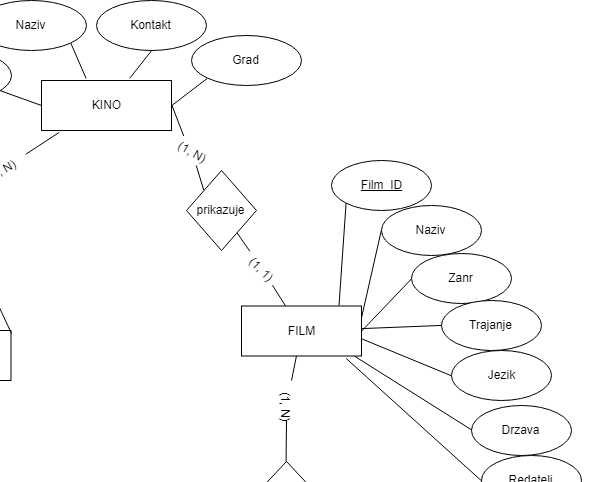 Naziv
Kontakt
Grad
KINO
(1, N)
, N)
prikazuje
(1, 1)
Film_ID
Naziv
Zanr
Trajanje
FILM
Jezik
(1, N)
Drzava
Redatelj